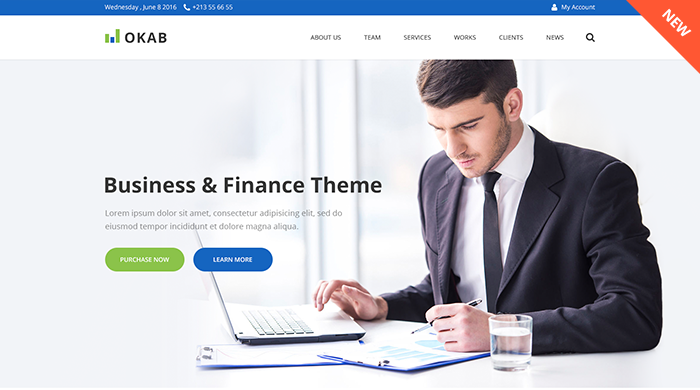 Wednesday , June 8 2016 +213 55 66 55 My Account
NEW
OKAB ABOUT US TEAM SERVICES WORKS CLIENTS NEWS
Business & Finance Theme
Lorem ipsum dolor sit amet, consectetur adipisicing elit, sed do
eiusmod tempor incididunt et dolore magna aliqua.
PURCHASE NOW LEARN MORE